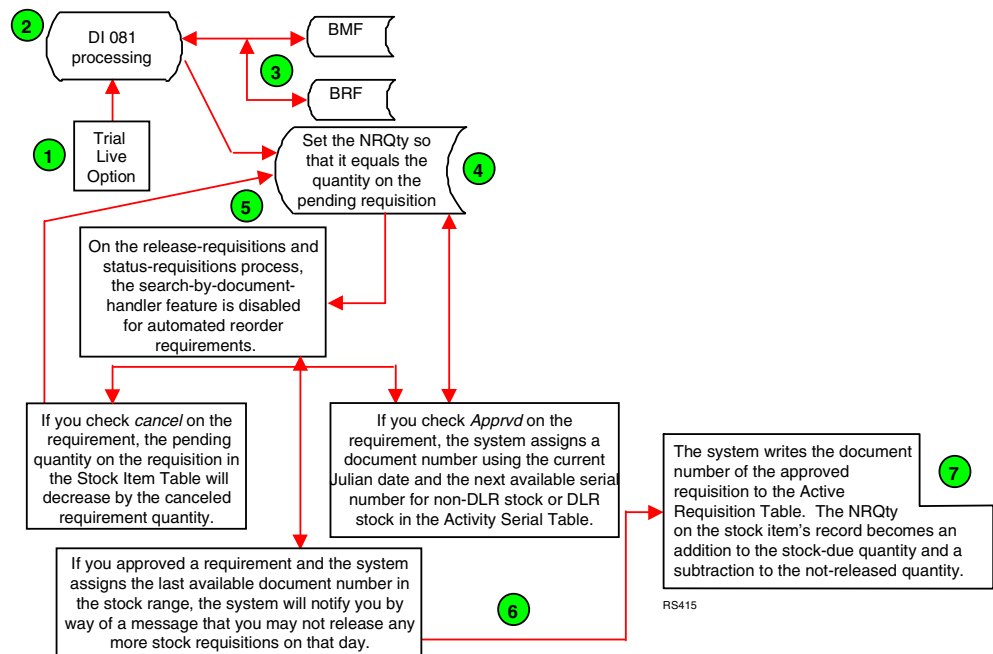 2
DI 081
processing
BMF
3
BRF
1
Trial
Live
Option
Set the NRQty so
that it equals the
quantity on the
pending requisition
4
5
On the release-requisitions and
status-requisitions process,
the search-by-document-
handler feature is disabled
for automated reorder
requirements.
If you check cancel on the
requirement, the pending
quantity on the requisition in
the Stock Item Table will
decrease by the canceled
requirement quantity.
If you check Apprvd on the
requirement, the system assigns a
document number using the current
Julian date and the next available serial
number for non-DLR stock or DLR
stock in the Activity Serial Table.
If you approved a requirement and the system
assigns the last available document number in
the stock range, the system will notify you by
way of a message that you may not release any
more stock requisitions on that day.
6
7
The system writes the document
number of the approved
requisition to the Active
Requisition Table.  The NRQty
on the stock item's record becomes an
addition to the stock-due quantity and a
subtraction to the not-released quantity.
RS415